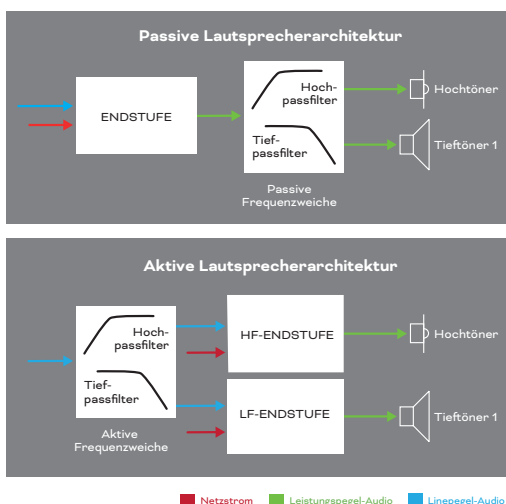 Passive Lautsprecherarchitektur
ENDSTUFE
Hoch-
passfilter
Tief-
passfilter
Passive
Frequenzweiche
Hochtöner
Tieftöner 1
Aktive Lautsprecherarchitektur
Hoch-
passfilter
Tief-
passfilter
Aktive
Frequenzweiche
HF-ENDSTUFE
LF-ENDSTUFE
Hochtöner
Tieftöner 1
Netzstrom
Leistungspegel-Audio
Linepegel-Audio